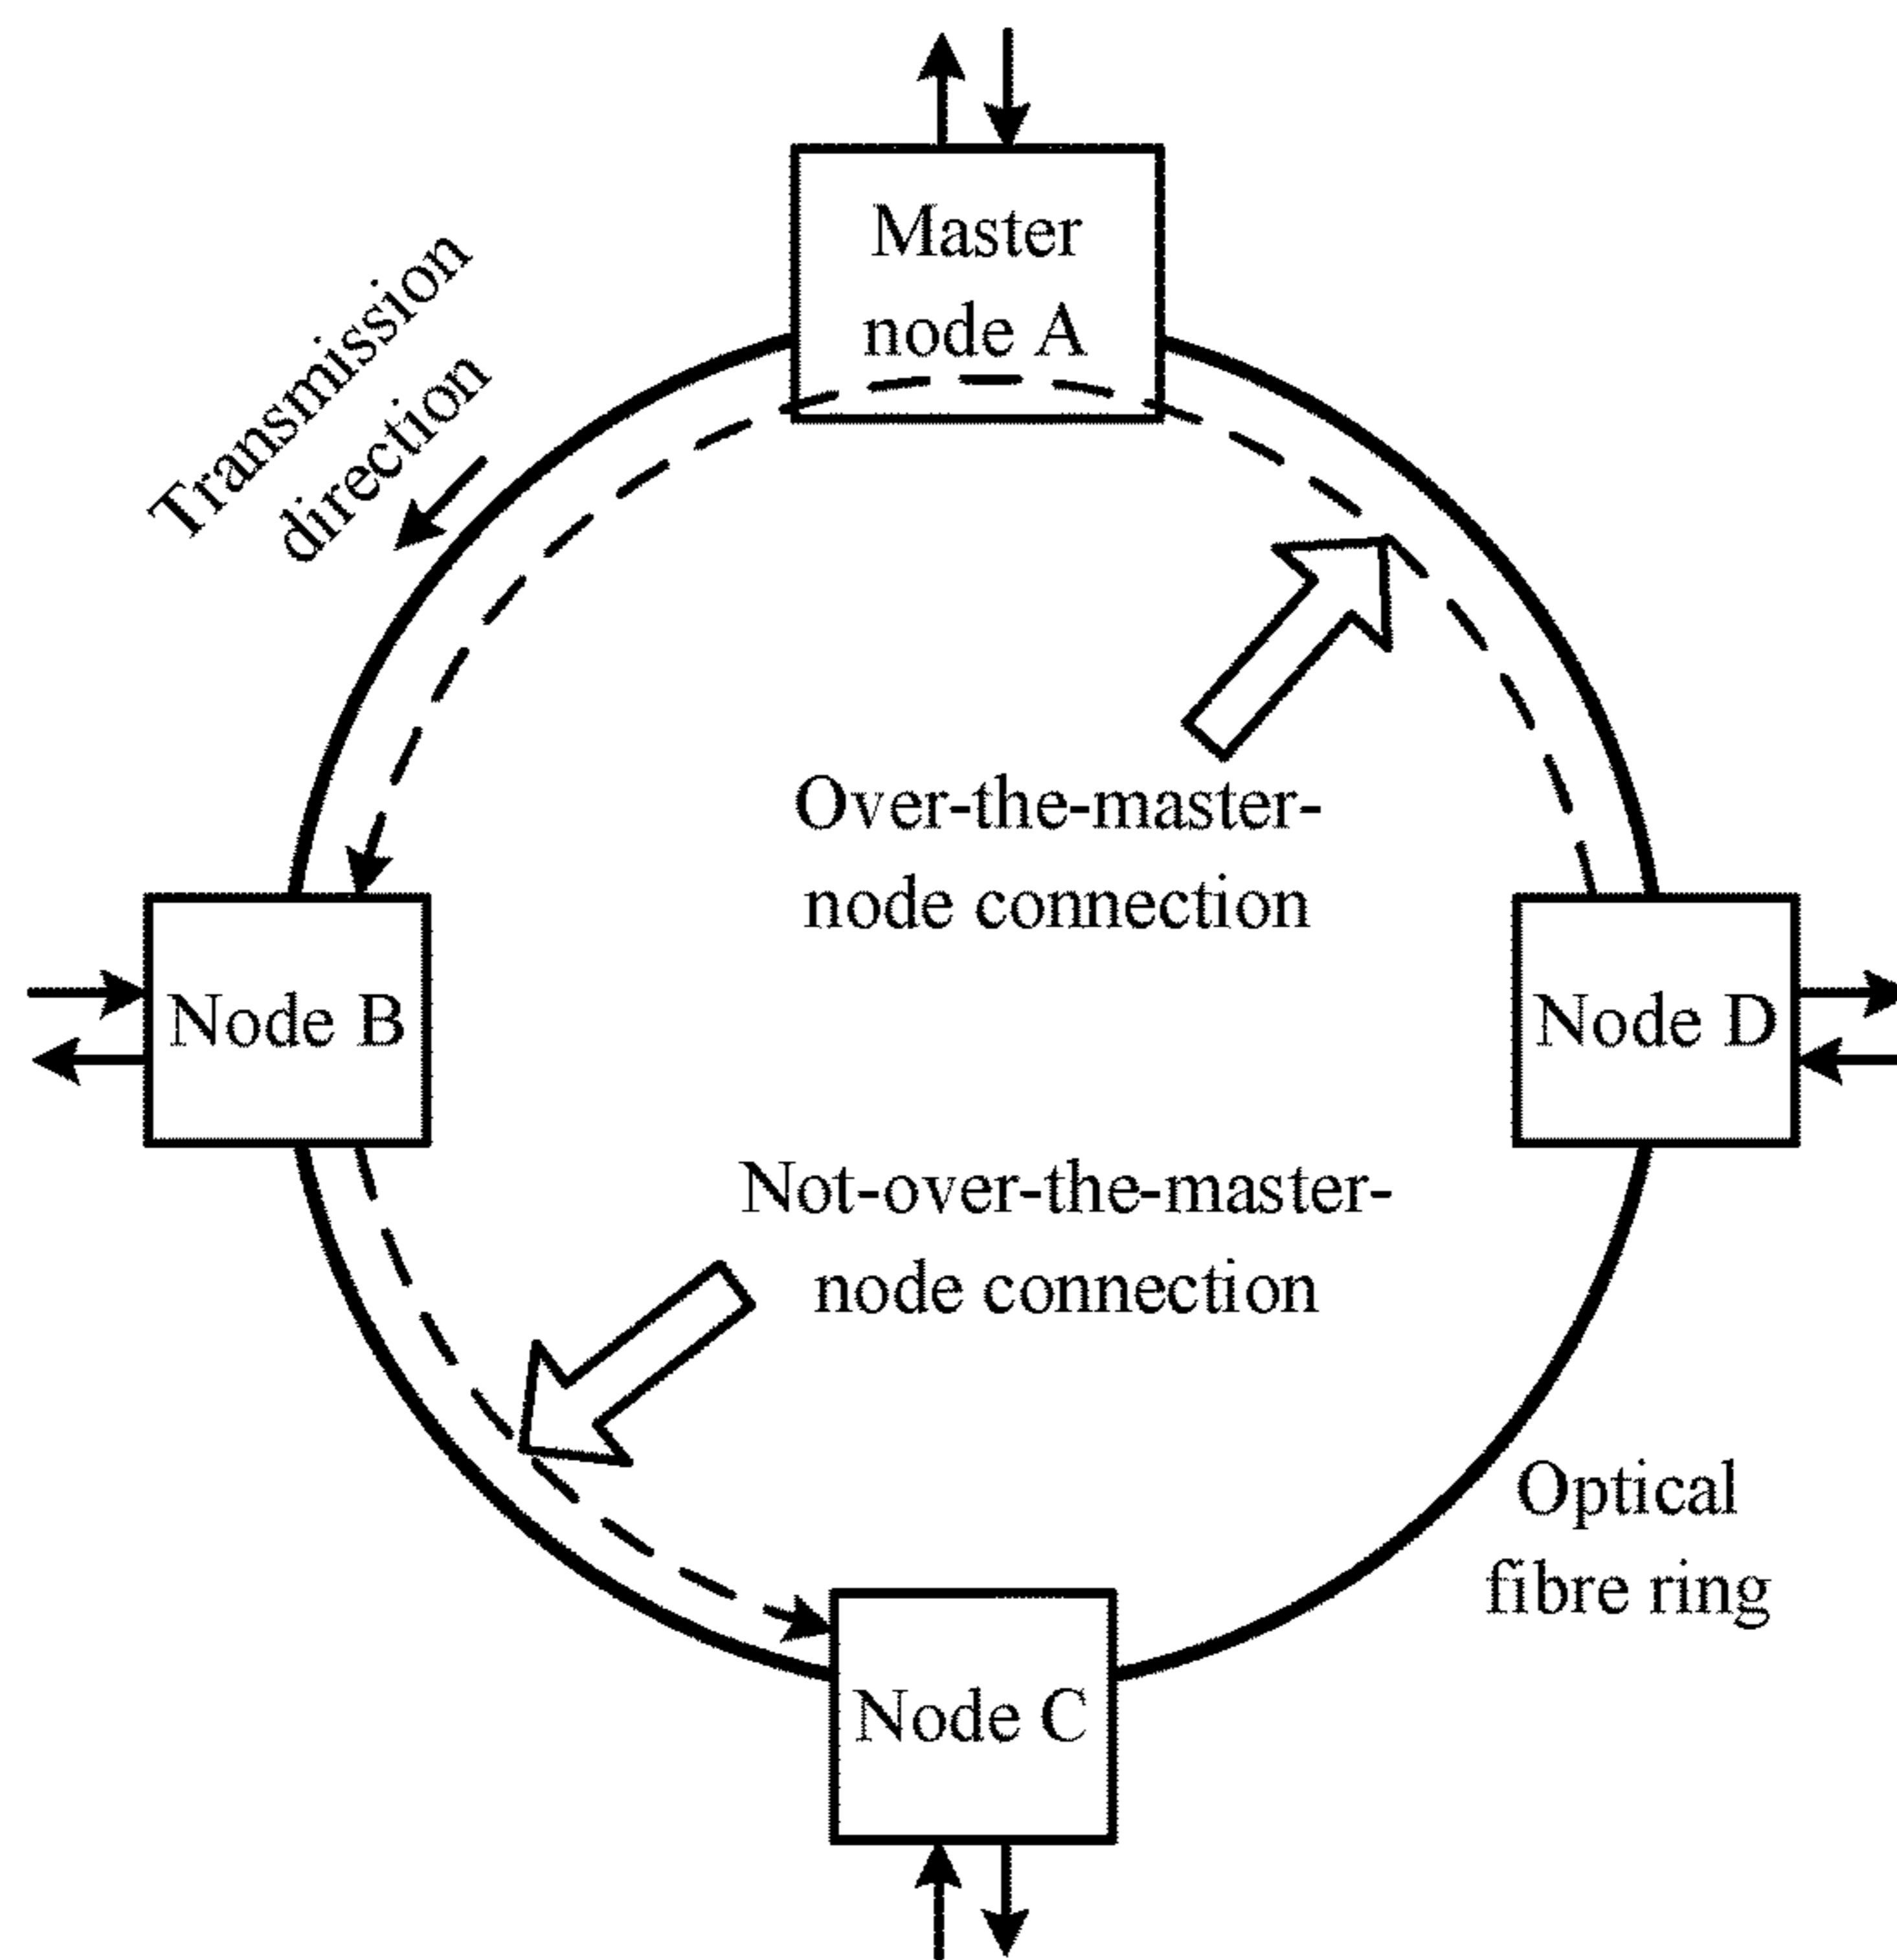 Master
node A
Transmission
direction
Over-the-master-
node connection
Node B
Node D
Not-over-the-master-
node connection
Optical
fibre ring
Node C